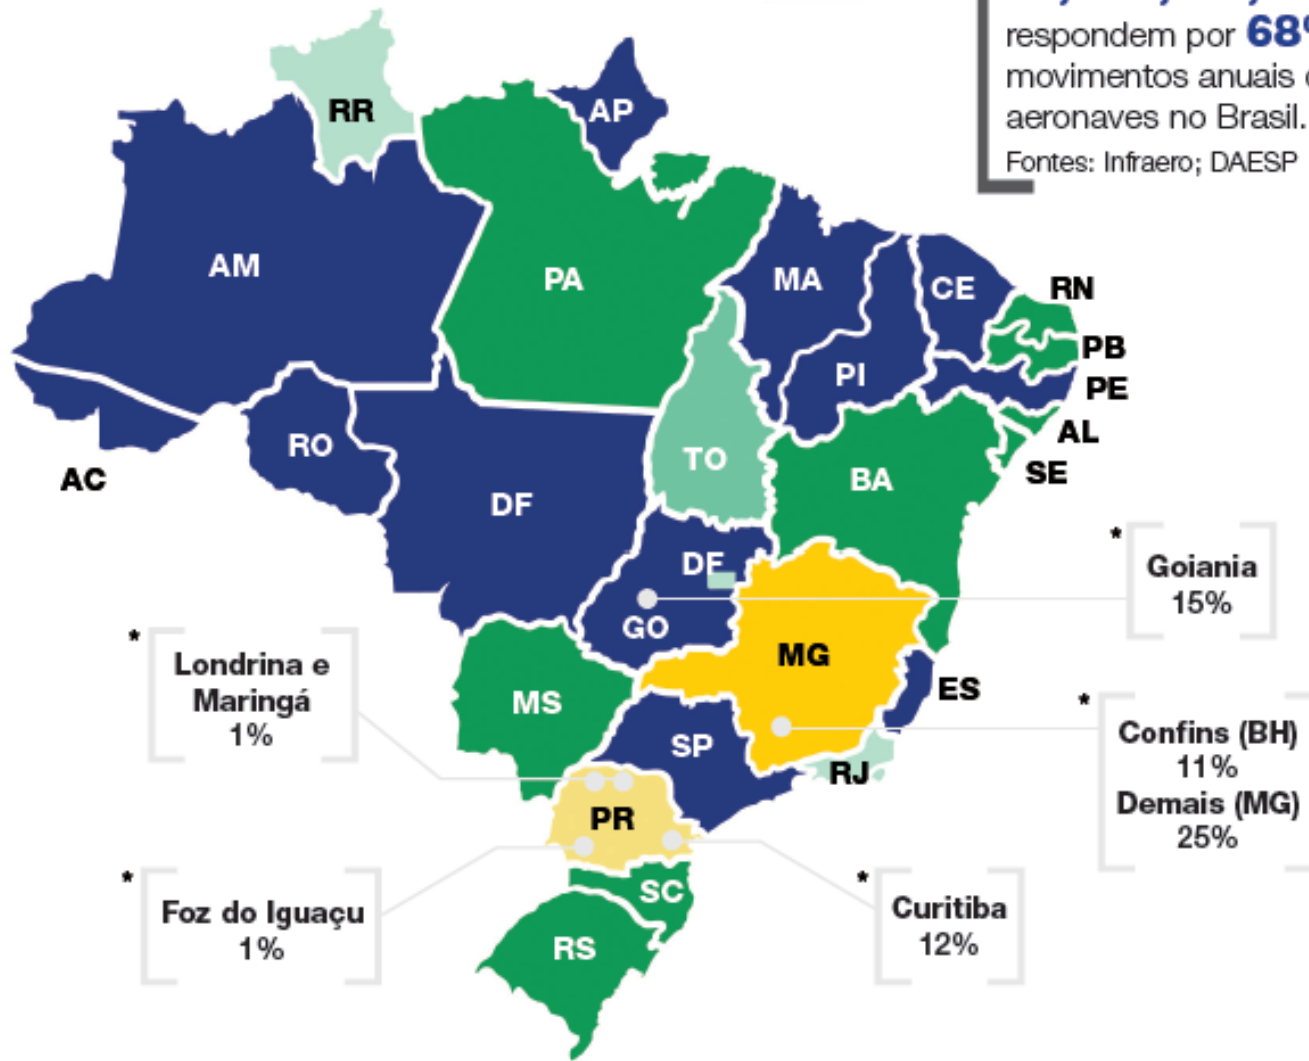 respondem por 68%
movimentos anuais
aeronaves no Brasil.
Fontes: Infraero; DAESP
RR
AP
AM
PA
MA
CE
RN
PB
PE
PI
AL
SE
RO
AC
TO
BA
DF
DF
*
Goiania
15%
GO
*
Londrina e
Maringá
1%
MG
ES
MS
SP
*
Confins (BH)
11%
Demais (MG)
25%
RJ
PR
*
Foz do Iguaçu
1%
SC
*
Curitiba
12%
RS